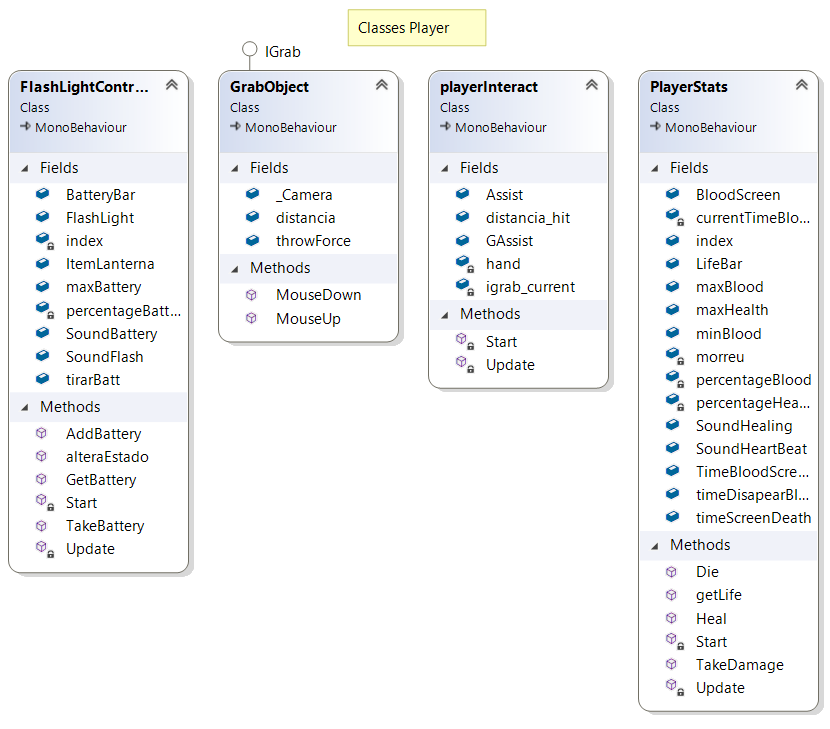 Classes Player
IGrab
FlashLightContr...
Class
MonoBehaviour
Fields
BatteryBar
FlashLight
index
ItemLanterna
maxBattery
percentageBatt...
SoundBattery
SoundFlash
tirarBatt
Methods
AddBattery
alteraEstado
GetBattery
Start
TakeBattery
Update
GrabObject
Class
MonoBehaviour
Fields
_Camera
distancia
throwForce
Methods
MouseDown
MouseUp
playerInteract
Class
MonoBehaviour
Fields
Assist
distancia_hit
GAssist
hand
igrab_current
Methods
Start
Update
PlayerStats
Class
MonoBehaviour
Fields
BloodScreen
currentTimeBlo...
index
LifeBar
maxBlood
maxHealth
minBlood
morreu
percentageBlood
percentageHea...
SoundHealing
SoundHeartBeat
TimeBloodScre...
timeDisapearBl...
timeScreenDeath
Methods
Die
getLife
Heal
Start
TakeDamage
Update